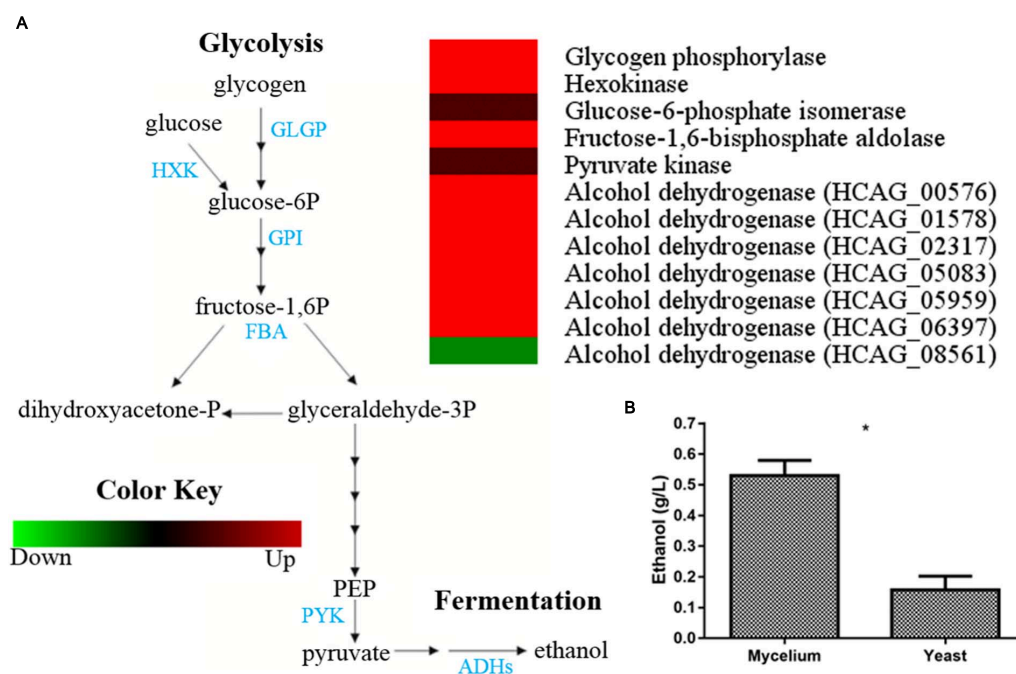 A
Glycolysis
glycogen
glucose
GLGP
HXK
glucose-6P
GPI
fructose-1,6P
FBA
dihydroxyacetone-P
glyceraldehyde-3P
Color Key
Down
Up
PEP
PYK
pyruvate
Fermentation
ADHs
ethanol
Glycogen phosphorylase
Hexokinase
Glucose-6-phosphate isomerase
Fructose-1,6-bisphosphate aldolase
Pyruvate kinase
Alcohol dehydrogenase (HCAG_00576)
Alcohol dehydrogenase (HCAG_01578)
Alcohol dehydrogenase (HCAG_02317)
Alcohol dehydrogenase (HCAG_05083)
Alcohol dehydrogenase (HCAG_05959)
Alcohol dehydrogenase (HCAG_06397)
Alcohol dehydrogenase (HCAG_08561)
B
Ethanol (g/L)
0.7
0.6
0.5
0.4
0.3
0.2
0.1
0.0
*
Mycelium
Yeast